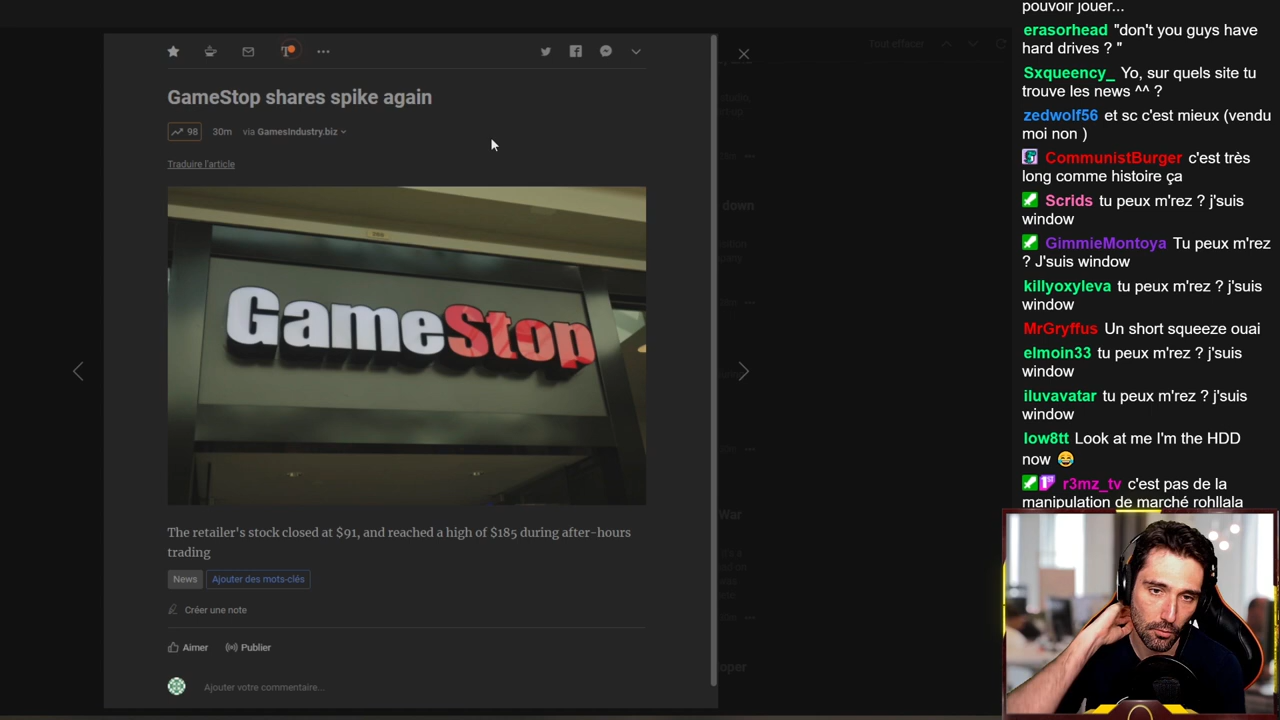 Tout effacer
GameStop shares spike again
98 30m via GamesIndustry.biz
Traduire l'article
GameStop
The retailer's stock closed at $91, and reached a high of $185 during after-hours
trading
News Ajouter des mots-clés
Créer une note
Aimer Publier
Ajouter votre commentaire...
down
War
oper
pouvoir jouer...
erasorhead "don't you guys have
hard drives ? "
Sxqueency_ Yo, sur quels site tu
trouve les news ^^ ?
zedwolf56 et sc c'est mieux (vendu
moi non )
CommunistBurger c'est très
long comme histoire ça
Scrids tu peux m'rez ? j'suis
window
GimmieMontoya Tu peux m'rez
? J'suis window
killyoxyleva tu peux m'rez ? j'suis
window
MrGryffus Un short squeeze ouai
elmoin33 tu peux m'rez ? j'suis
window
iluvavatar tu peux m'rez ? j'suis
window
low8tt Look at me I'm the HDD
now 😂
r3mz_tv c'est pas de la
manipulation de marché rohllala